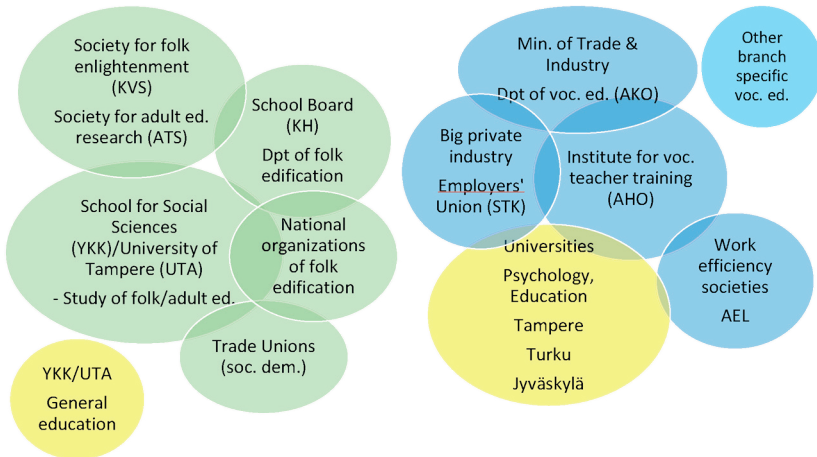 Society for folk
enlightenment
(KVS)
Society for adult ed.
research (ATS)
School Board
(KH)
Dpt of folk
edification
School for Social
Sciences
(YKK)/University of
Tampere (UTA)
- Study of folk/adult ed.
National
organizations
of folk
edification
Trade Unions
(soc. dem.)
YKK/UTA
General
education
Min. of Trade &
Industry
Dpt of voc. ed. (AKO)
Other
branch
specific
voc. ed.
Big private
industry
Employers'
Union (STK)
Institute for voc.
teacher training
(AHO)
Universities
Psychology,
Education
Tampere
Turku
Jyväskylä
Work
efficiency
societies
AEL